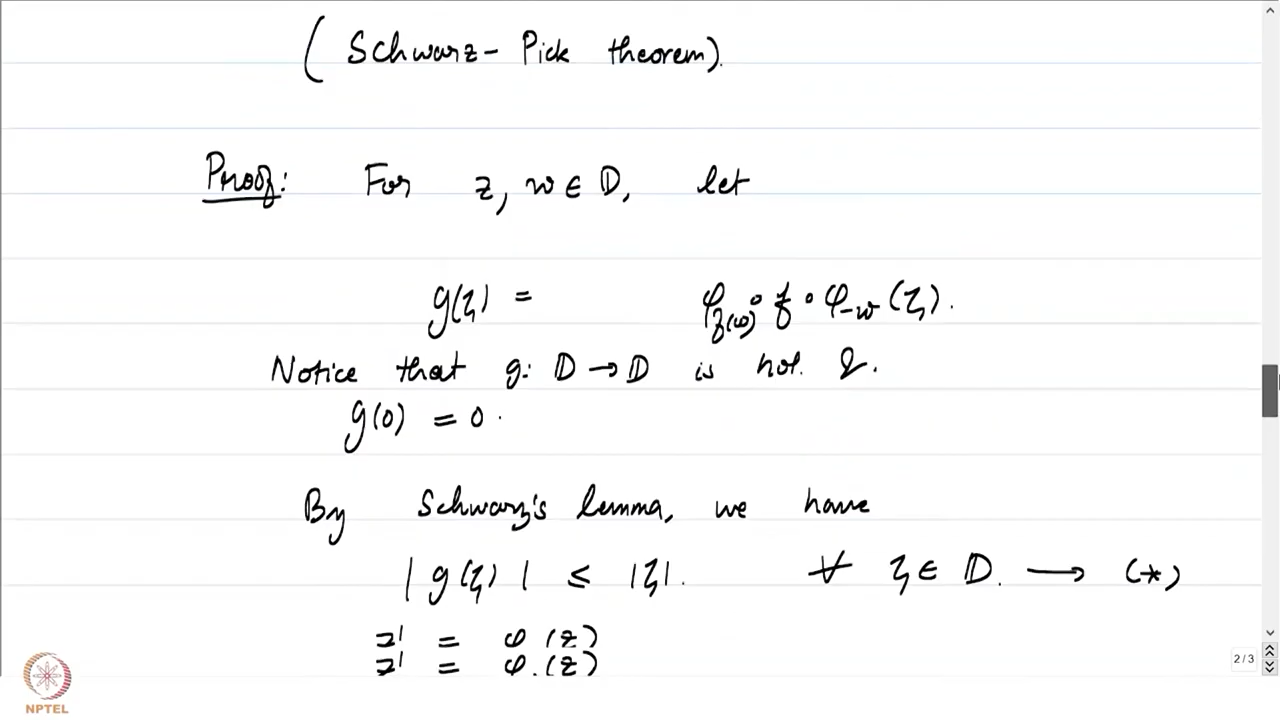 (Schwarz-Pick theorem).
Proof: For z, w ∈ 𝔻, let
g(ζ) = φ_{f(w)} ∘ f ∘ φ_{-w}(ζ).
Notice that g: 𝔻 → 𝔻 is hol. &.
g(0) = 0.
By Schwarz's lemma, we have
|g(ζ)| ≤ |ζ|. ∀ ζ ∈ 𝔻. ⟶ (*)
z' = φ (z)
z' = φ.(z)
2/3
NPTEL